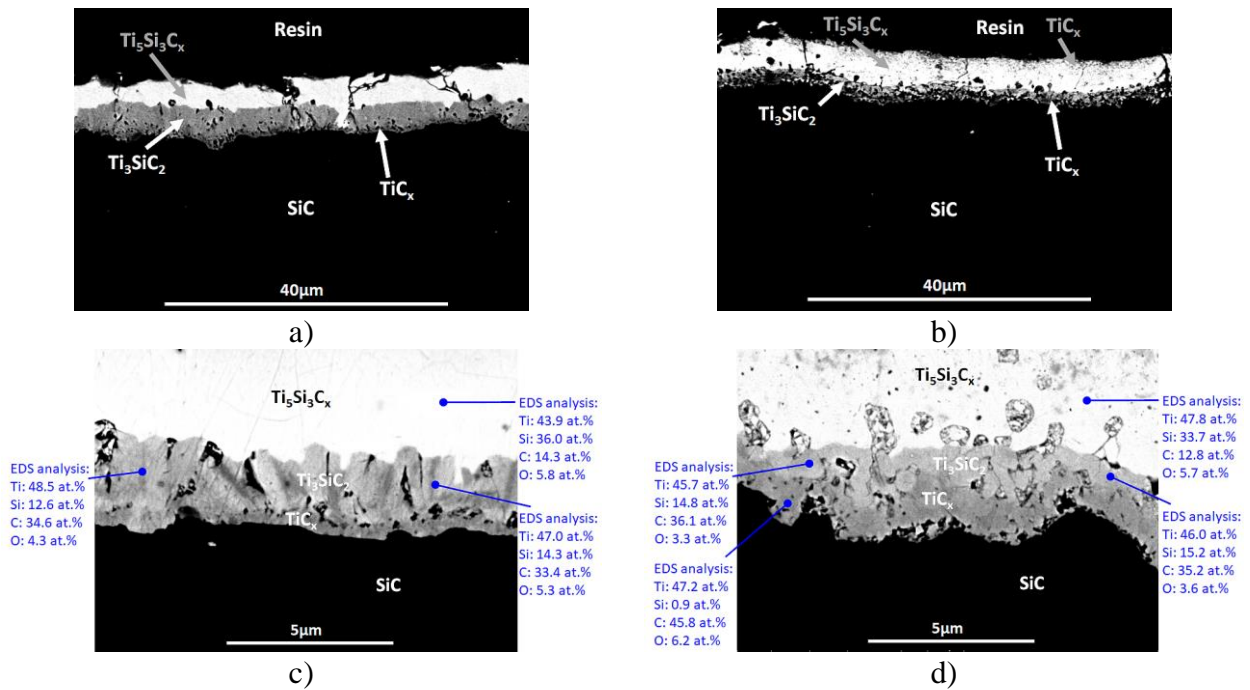 Ti5Si3Cx
Resin
Ti3SiC2
TiCx
SiC
40µm
a)
Ti5Si3Cx
Resin
TiCx
Ti3SiC2
TiCx
SiC
40µm
b)
Ti5Si3Cx
EDS analysis:
Ti: 43.9 at.%
Si: 36.0 at.%
C: 14.3 at.%
O: 5.8 at.%
EDS analysis:
Ti: 48.5 at.%
Si: 12.6 at.%
C: 34.6 at.%
O: 4.3 at.%
Ti3SiC2
TiCx
EDS analysis:
Ti: 47.0 at.%
Si: 14.3 at.%
C: 33.4 at.%
O: 5.3 at.%
SiC
5µm
c)
Ti5Si3Cx
EDS analysis:
Ti: 47.8 at.%
Si: 33.7 at.%
C: 12.8 at.%
O: 5.7 at.%
EDS analysis:
Ti: 45.7 at.%
Si: 14.8 at.%
C: 36.1 at.%
O: 3.3 at.%
Ti3SiC2
TiCx
EDS analysis:
Ti: 46.0 at.%
Si: 15.2 at.%
C: 35.2 at.%
O: 3.6 at.%
EDS analysis:
Ti: 47.2 at.%
Si: 0.9 at.%
C: 45.8 at.%
O: 6.2 at.%
SiC
5µm
d)